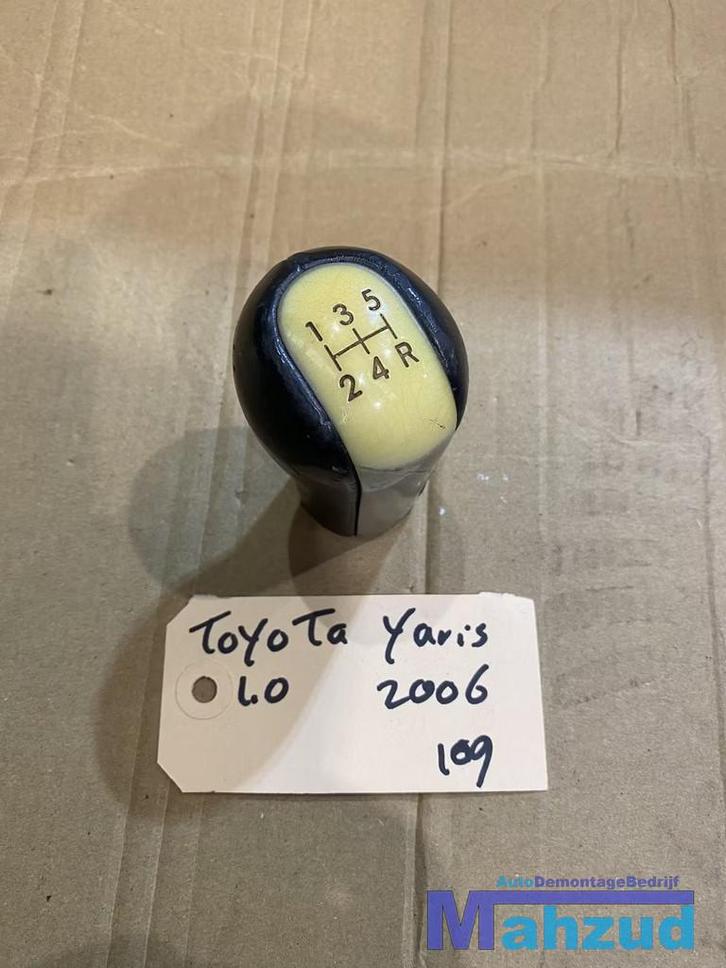 1 3 5
2 4 R
ToyoTa Yaris
1.0 2006
109
AutoDemontageBedrijf
Mahzud